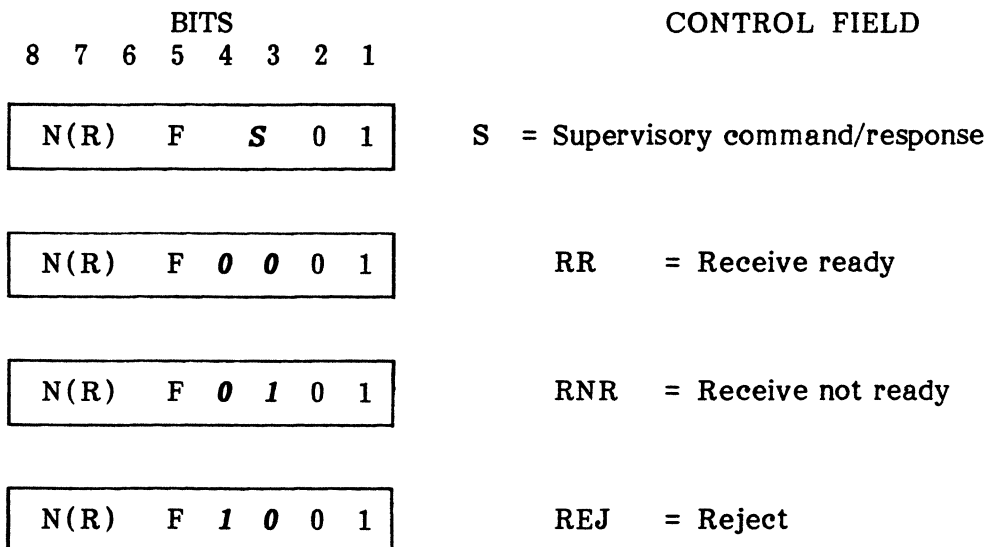 BITS CONTROL FIELD
8 7 6 5 4 3 2 1
N(R) F S 0 1 S = Supervisory command/response
N(R) F 0 0 0 1 RR = Receive ready
N(R) F 0 1 0 1 RNR = Receive not ready
N(R) F 1 0 0 1 REJ = Reject